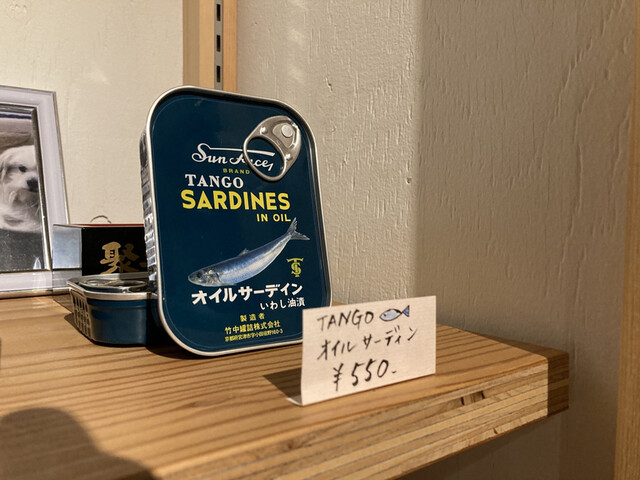 Sun
BRAND
TANGO
SARDINES
IN OIL
オイルサーデイン
いわし油漬
製造者
竹中罐詰株式会社
TANGO
オイルサーディン
¥550-